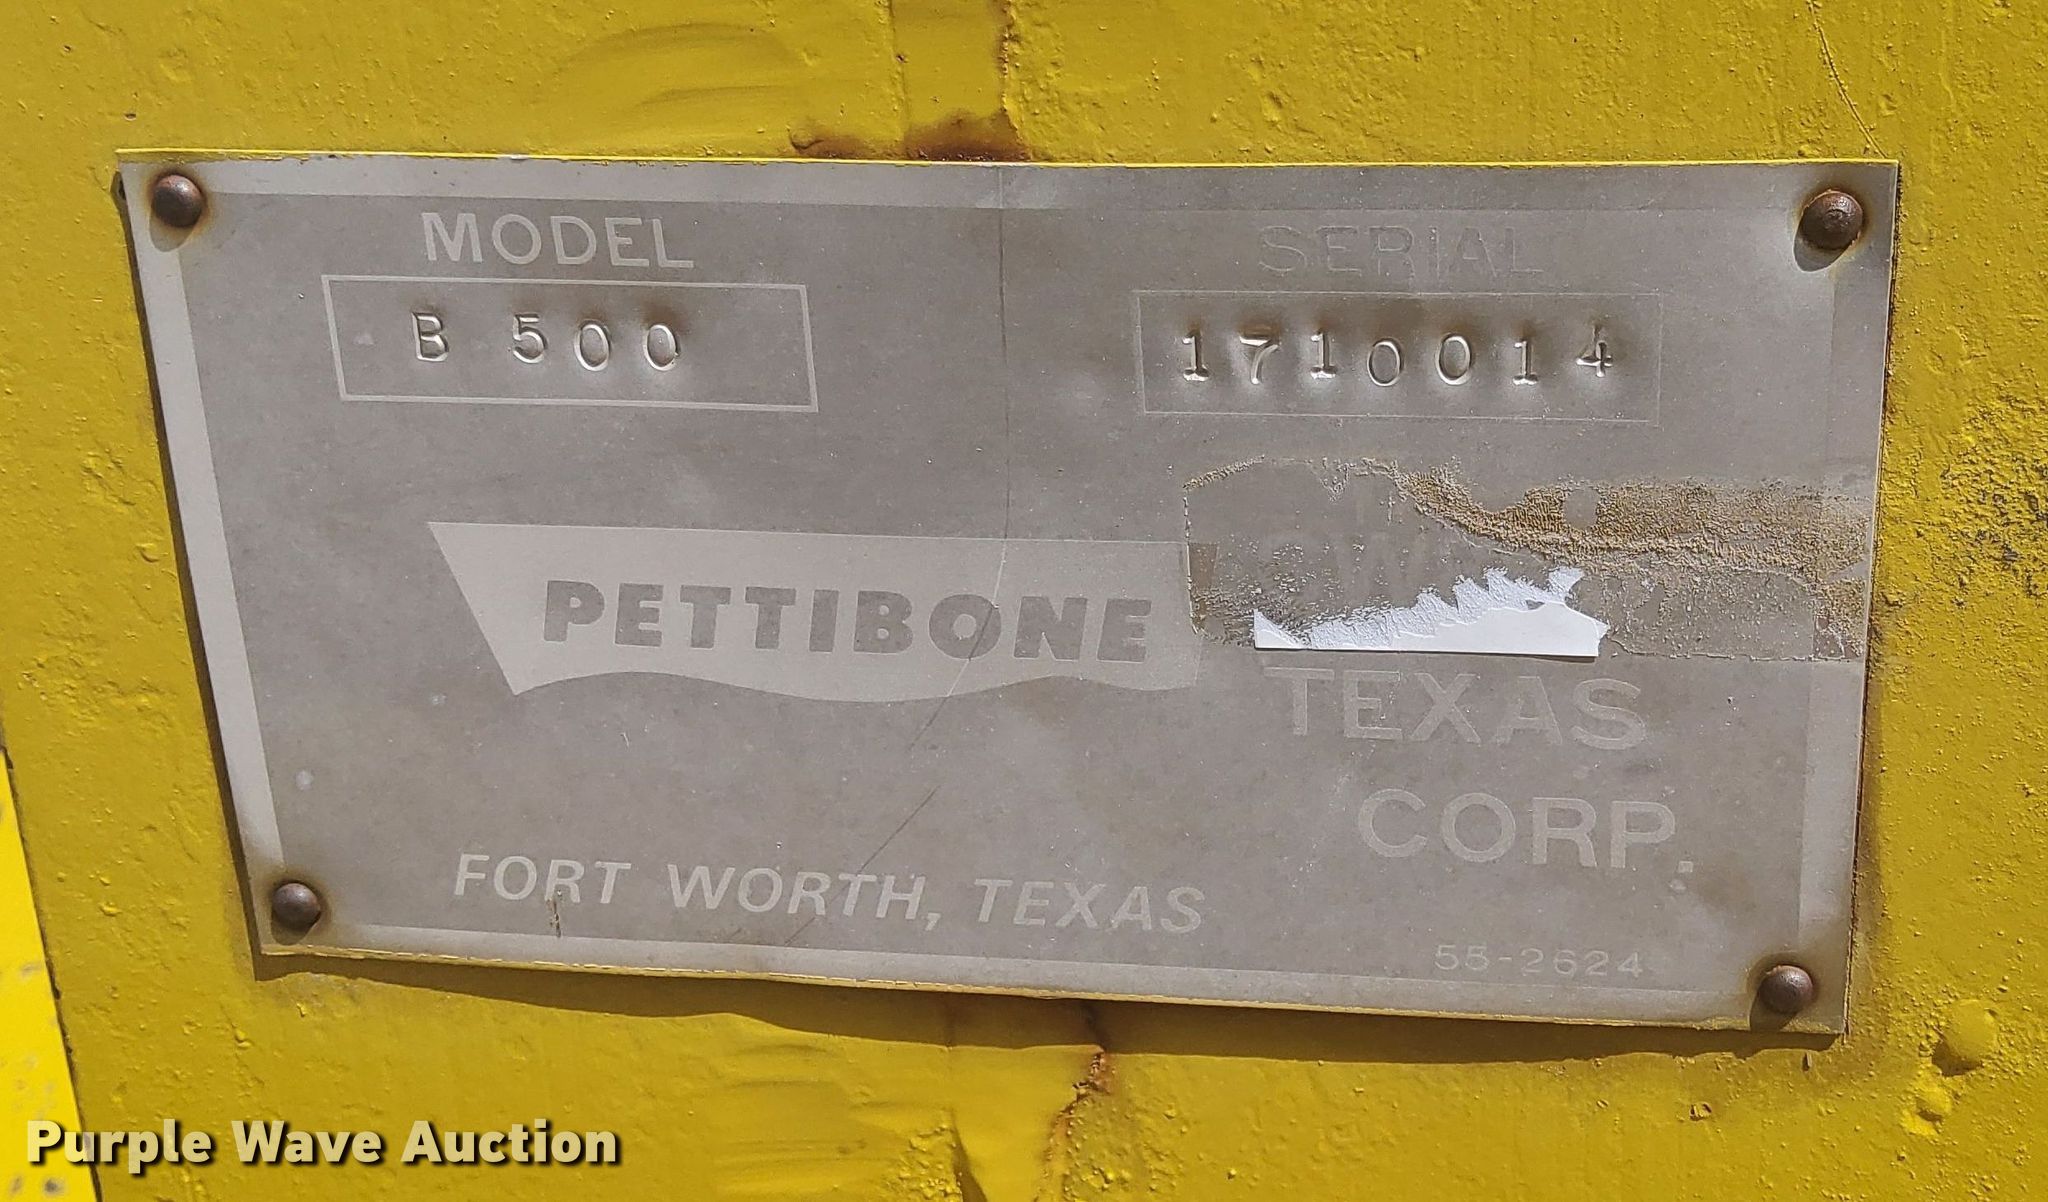 MODEL
B 500
SERIAL
1710014
PETTIBONE
TEXAS
CORP.
FORT WORTH, TEXAS
55-2624
Purple Wave Auction